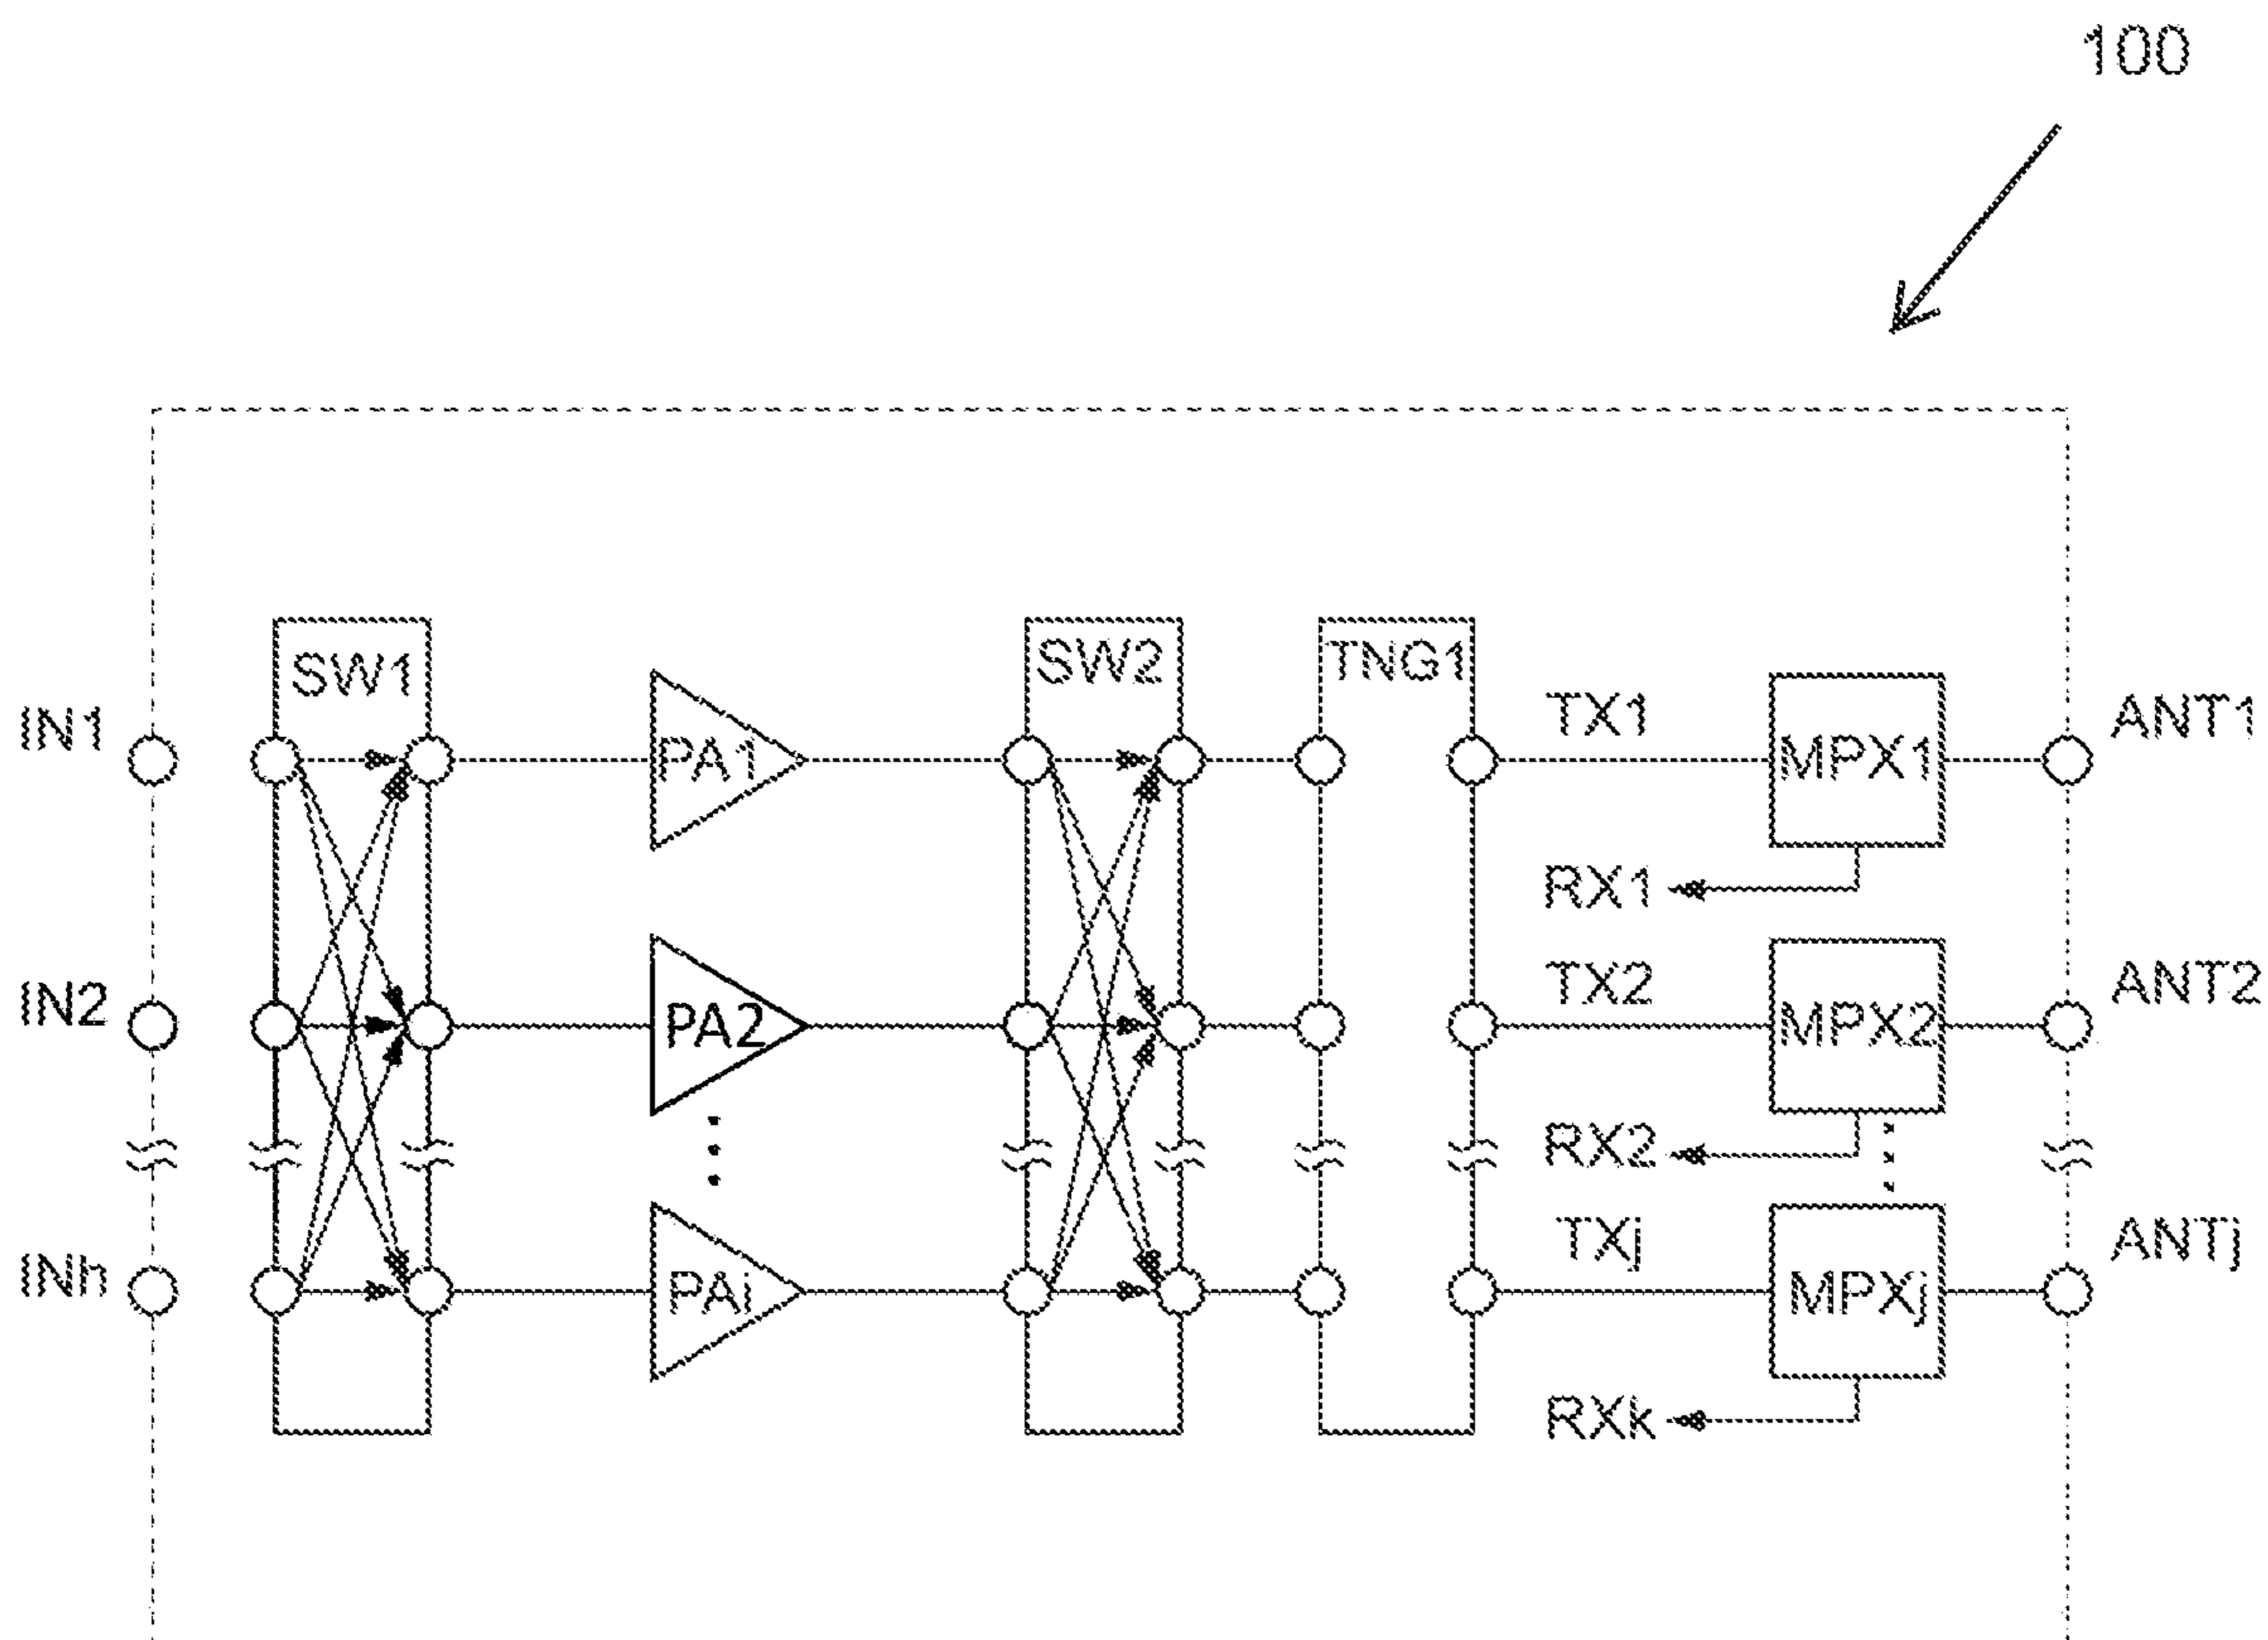 100
SW1
SW2
TNG1
IN1
PA1
TX1
MPX1
ANT1
RX1
IN2
PA2
TX2
MPX2
ANT2
RX2
INh
PAi
TXj
MPXj
ANTj
RXk